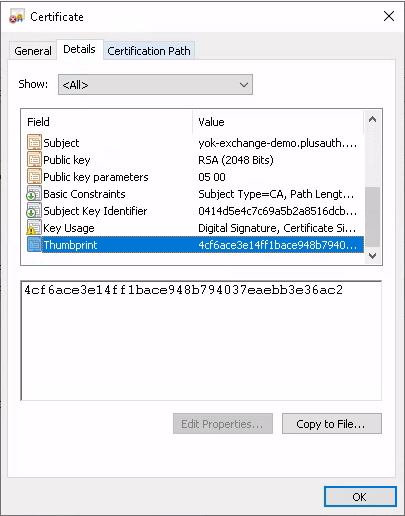 Certificate
General Details Certification Path
Show: <All>
Field Value
Subject yok-exchange-demo.plusauth....
Public key RSA (2048 Bits)
Public key parameters 05 00
Basic Constraints Subject Type=CA, Path Lengt...
Subject Key Identifier 0414d5e4c7c69a5b2a8516dcb...
Key Usage Digital Signature, Certificate Si...
Thumbprint 4cf6ace3e14ff1bace948b7940...
4cf6ace3e14ff1bace948b794037eaebb3e36ac2
Edit Properties...
Copy to File...
OK